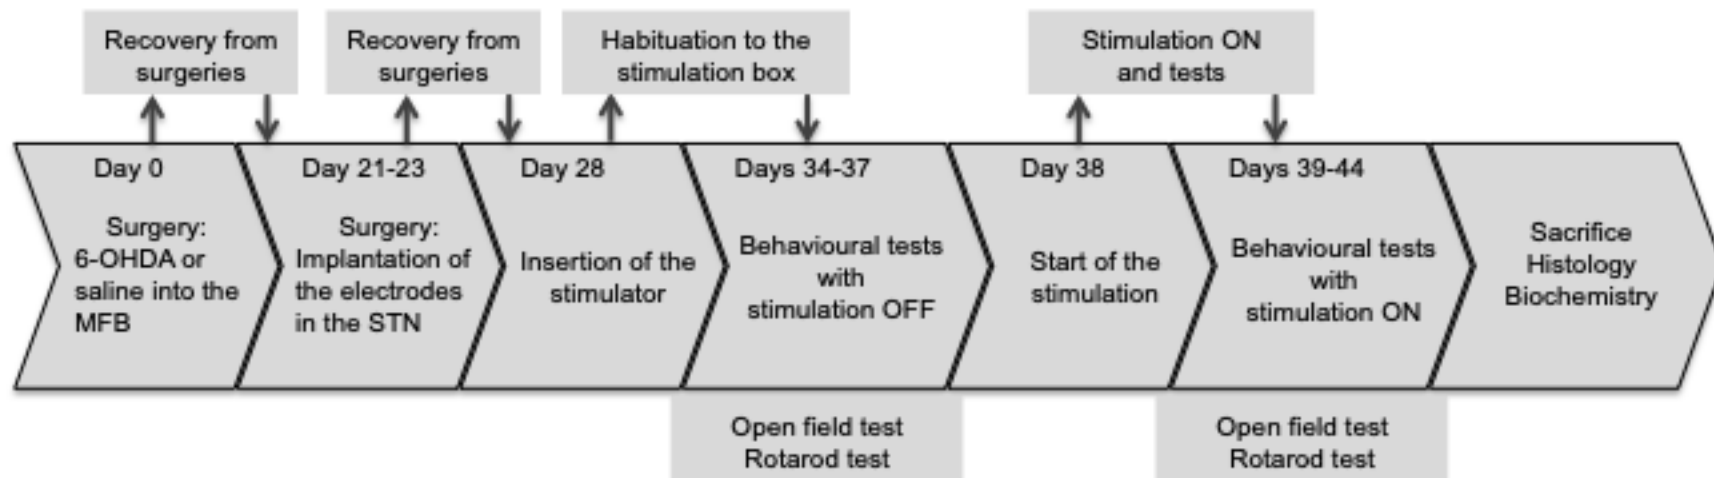 Recovery from
surgeries
Recovery from
surgeries
Habituation to the
stimulation box
Stimulation ON
and tests
Day 0
Surgery:
6-OHDA or
saline into the
MFB
Day 21-23
Surgery:
Implantation of
the electrodes
in the STN
Day 28
Insertion of the
stimulator
Days 34-37
Behavioural tests
with
stimulation OFF
Day 38
Start of the
stimulation
Days 39-44
Behavioural tests
with
stimulation ON
Sacrifice
Histology
Biochemistry
Open field test
Rotarod test
Open field test
Rotarod test